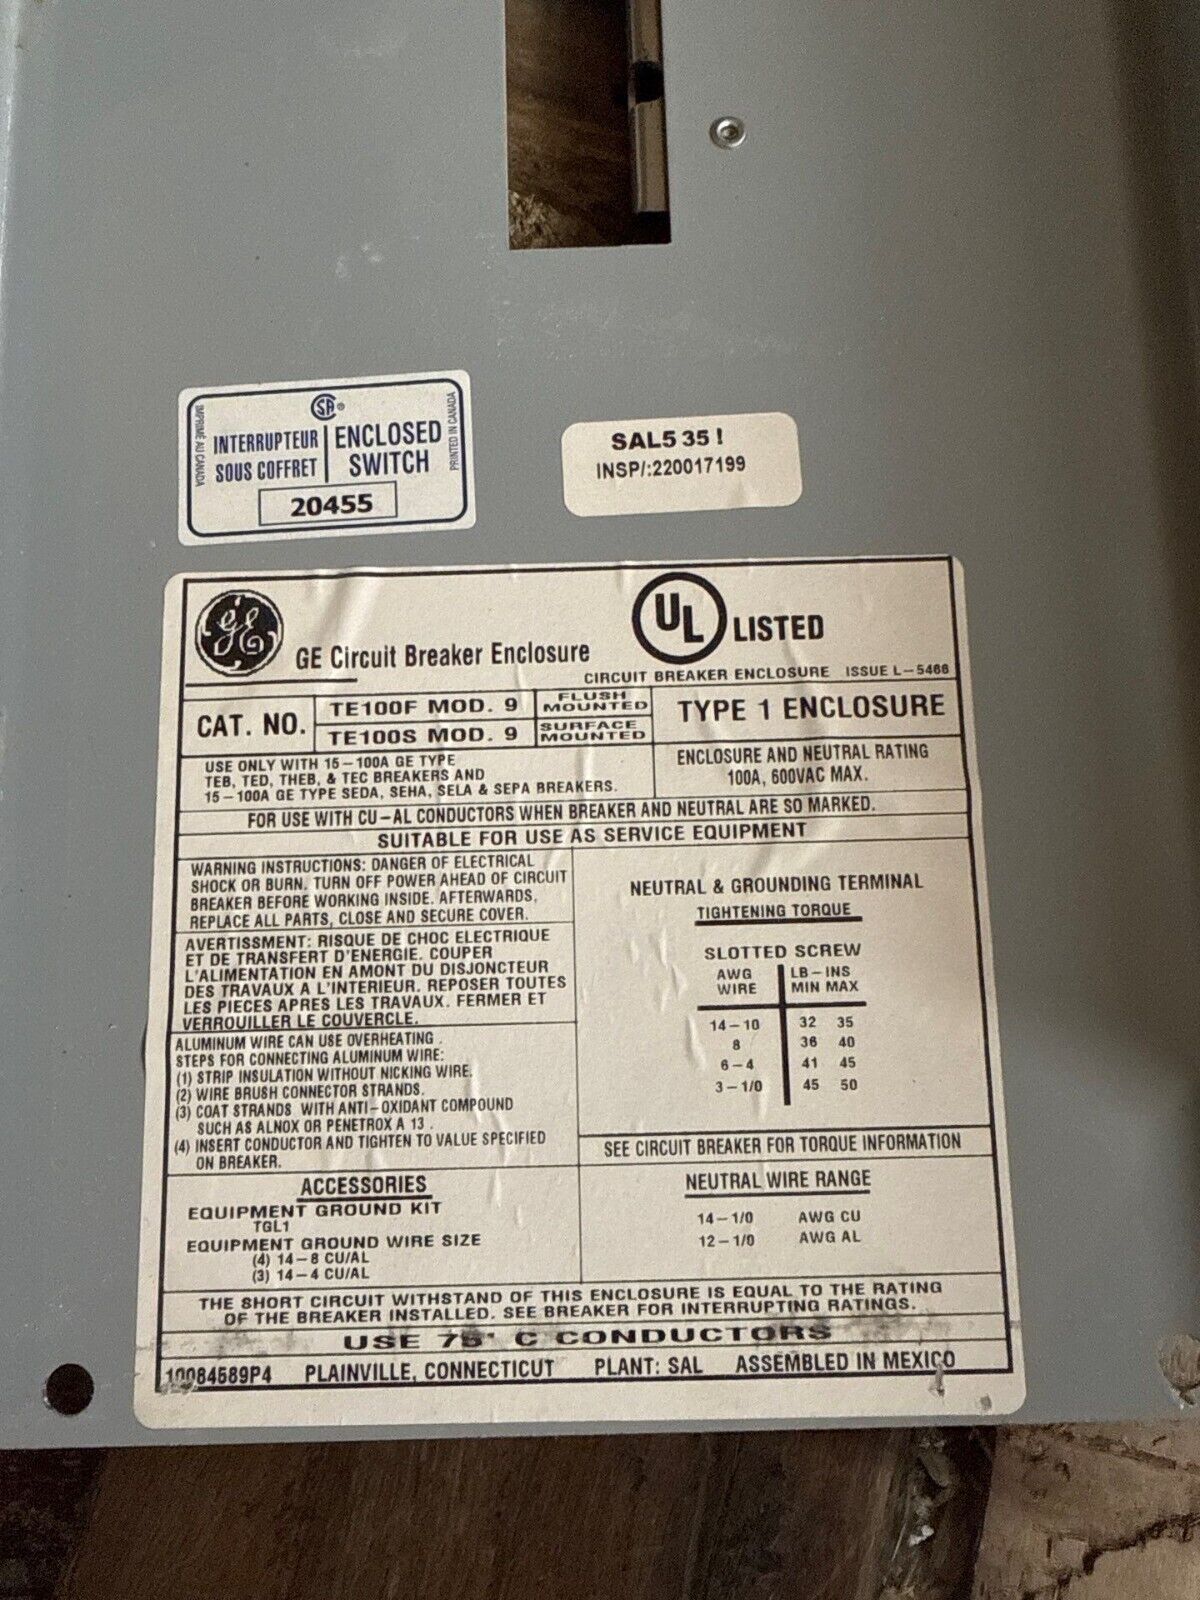 IMPRIMÉ AU CANADA
SA®
INTERRUPTEUR SOUS COFFRET
ENCLOSED SWITCH
PRINTED IN CANADA
20455
SAL5 35 !
INSP/:220017199
GE
GE Circuit Breaker Enclosure
UL LISTED
CIRCUIT BREAKER ENCLOSURE ISSUE L-5466
CAT. NO.
TE100F MOD. 9 FLUSH MOUNTED
TE100S MOD. 9 SURFACE MOUNTED
TYPE 1 ENCLOSURE
USE ONLY WITH 15-100A GE TYPE
TEB, TED, THEB, & TEC BREAKERS AND
15-100A GE TYPE SEDA, SEHA, SELA & SEPA BREAKERS.
ENCLOSURE AND NEUTRAL RATING
100A, 600VAC MAX.
FOR USE WITH CU-AL CONDUCTORS WHEN BREAKER AND NEUTRAL ARE SO MARKED.
SUITABLE FOR USE AS SERVICE EQUIPMENT
WARNING INSTRUCTIONS: DANGER OF ELECTRICAL
SHOCK OR BURN. TURN OFF POWER AHEAD OF CIRCUIT
BREAKER BEFORE WORKING INSIDE. AFTERWARDS,
REPLACE ALL PARTS, CLOSE AND SECURE COVER.
AVERTISSMENT: RISQUE DE CHOC ELECTRIQUE
ET DE TRANSFERT D'ENERGIE. COUPER
L'ALIMENTATION EN AMONT DU DISJONCTEUR
DES TRAVAUX A L'INTERIEUR. REPOSER TOUTES
LES PIECES APRES LES TRAVAUX. FERMER ET
VERROUILLER LE COUVERCLE.
ALUMINUM WIRE CAN USE OVERHEATING .
STEPS FOR CONNECTING ALUMINUM WIRE:
(1) STRIP INSULATION WITHOUT NICKING WIRE.
(2) WIRE BRUSH CONNECTOR STRANDS.
(3) COAT STRANDS WITH ANTI-OXIDANT COMPOUND
SUCH AS ALNOX OR PENETROX A 13 .
(4) INSERT CONDUCTOR AND TIGHTEN TO VALUE SPECIFIED
ON BREAKER.
NEUTRAL & GROUNDING TERMINAL
TIGHTENING TORQUE
SLOTTED SCREW
AWG LB-INS
WIRE MIN MAX
14-10 32 35
8 36 40
6-4 41 45
3-1/0 45 50
SEE CIRCUIT BREAKER FOR TORQUE INFORMATION
ACCESSORIES
EQUIPMENT GROUND KIT
TGL1
EQUIPMENT GROUND WIRE SIZE
(4) 14-8 CU/AL
(3) 14-4 CU/AL
NEUTRAL WIRE RANGE
14-1/0 AWG CU
12-1/0 AWG AL
THE SHORT CIRCUIT WITHSTAND OF THIS ENCLOSURE IS EQUAL TO THE RATING
OF THE BREAKER INSTALLED. SEE BREAKER FOR INTERRUPTING RATINGS.
USE 75° C CONDUCTORS
10084589P4 PLAINVILLE, CONNECTICUT PLANT: SAL ASSEMBLED IN MEXICO